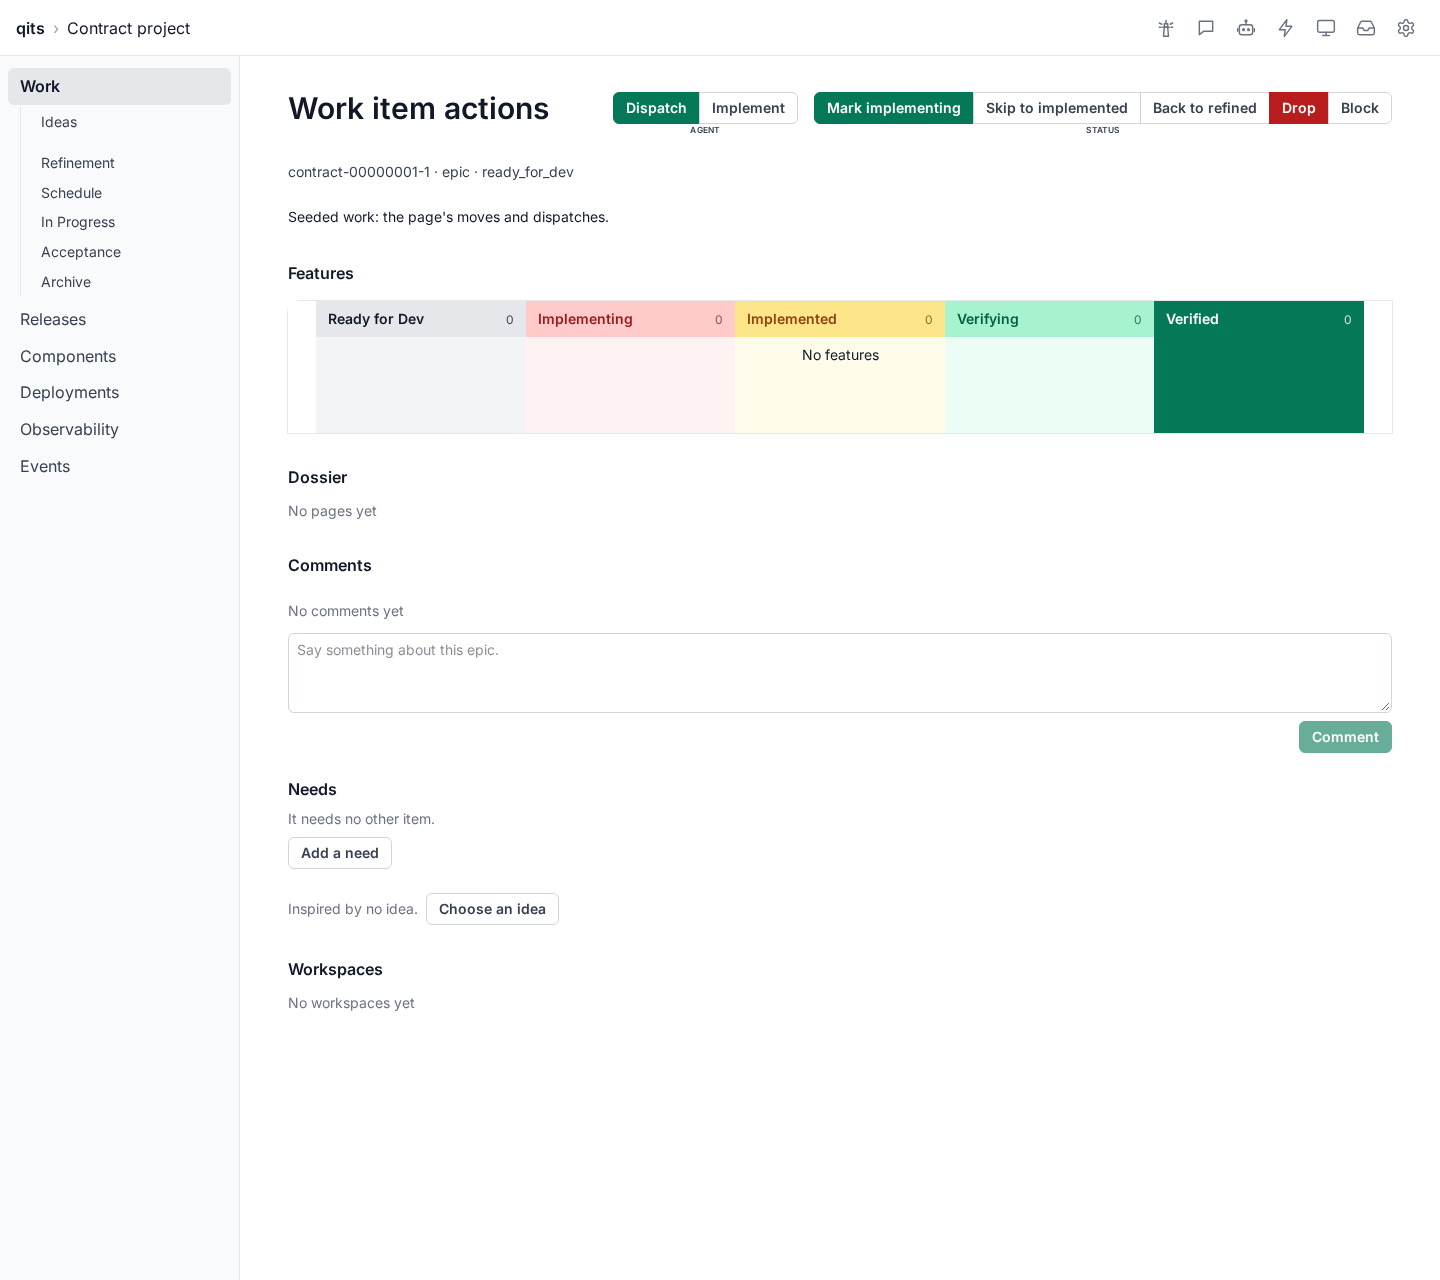 qits › Contract project
Work
Ideas
Refinement
Schedule
In Progress
Acceptance
Archive
Releases
Components
Deployments
Observability
Events
Work item actions
Dispatch Implement
AGENT
Mark implementing Skip to implemented Back to refined Drop Block
STATUS
contract-00000001-1 · epic · ready_for_dev
Seeded work: the page's moves and dispatches.
Features
Ready for Dev 0 Implementing 0 Implemented 0 Verifying 0 Verified 0
No features
Dossier
No pages yet
Comments
No comments yet
Say something about this epic.
Comment
Needs
It needs no other item.
Add a need
Inspired by no idea. Choose an idea
Workspaces
No workspaces yet